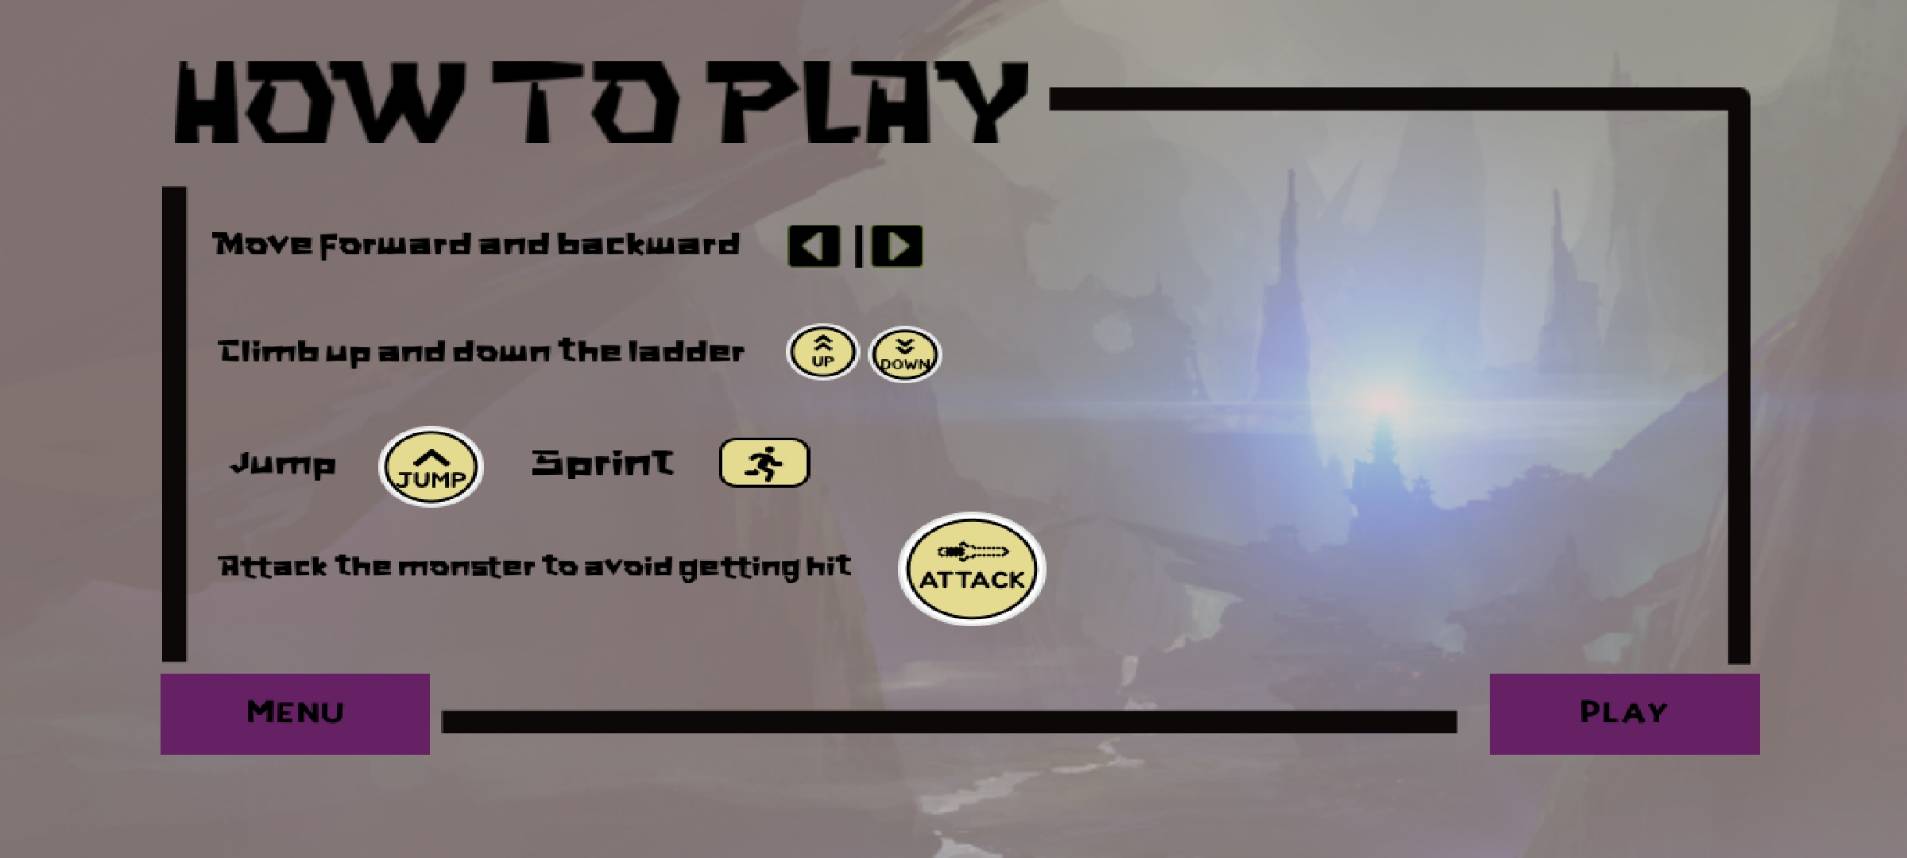 HOW TO PLAY
Move Forward and backward
Climb up and down the ladder UP DOWN
Jump JUMP Sprint
Attack the monster to avoid getting hit ATTACK
MENU PLAY